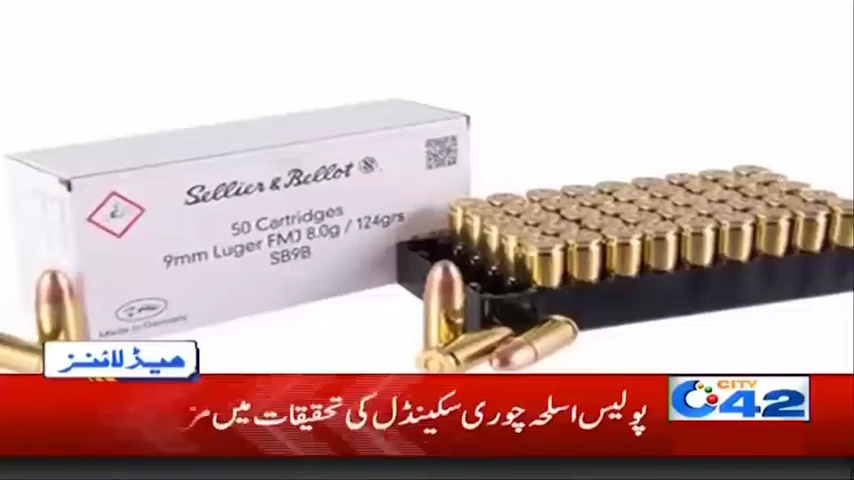 Sellier & Bellot
50 Cartridges
9mm Luger FMJ 8.0g / 124grs
SB9B
Made in Germany
ہیڈلائنز
پولیس اسلحہ چوری سکینڈل کی تحقیقات میں
CITY
42